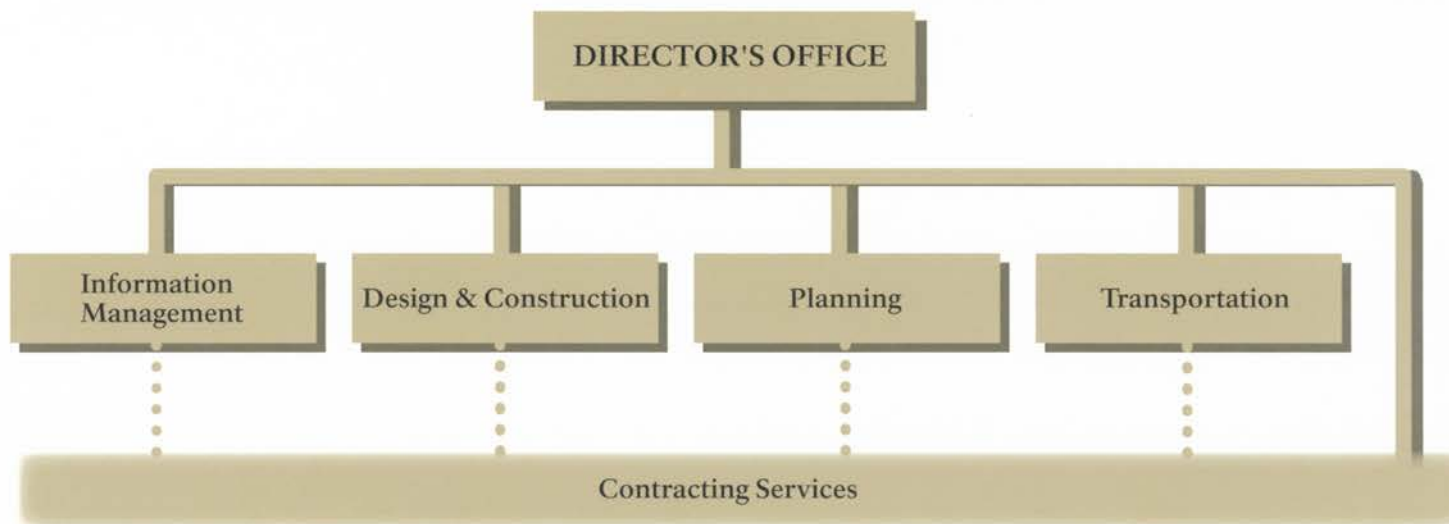 DIRECTOR'S OFFICE
Information
Management
Design & Construction
Planning
Transportation
Contracting Services